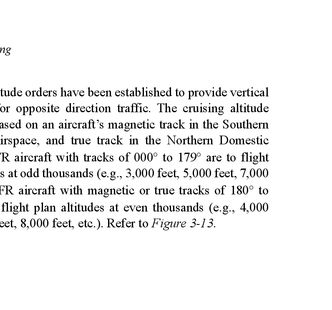 ng
tude orders have been established to provide vertical
or opposite direction traffic. The cruising altitude
ased on an aircraft's magnetic track in the Southern
irspace, and true track in the Northern Domestic
R aircraft with tracks of 000° to 179° are to flight
s at odd thousands (e.g., 3,000 feet, 5,000 feet, 7,000
FR aircraft with magnetic or true tracks of 180° to
flight plan altitudes at even thousands (e.g., 4,000
eet, 8,000 feet, etc.). Refer to Figure 3-13.